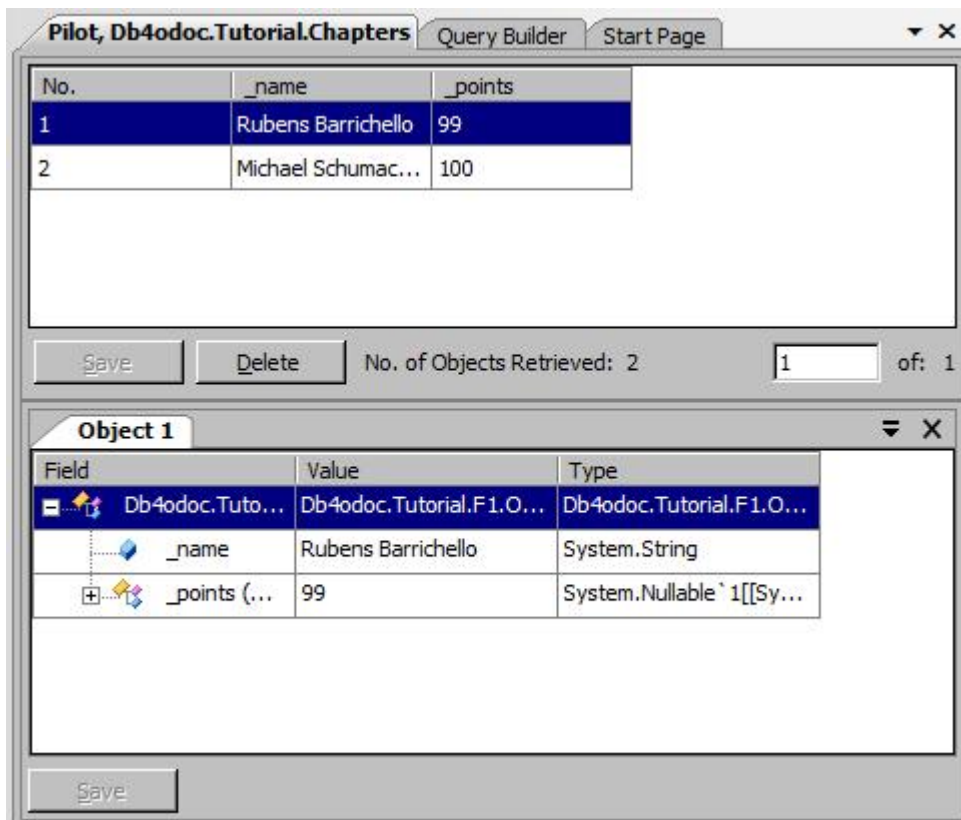 Pilot, Db4odoc.Tutorial.Chapters Query Builder Start Page
No. _name _points
1 Rubens Barrichello 99
2 Michael Schumac... 100
Save Delete No. of Objects Retrieved: 2 1 of: 1
Object 1
Field Value Type
Db4odoc.Tuto... Db4odoc.Tutorial.F1.O... Db4odoc.Tutorial.F1.O...
_name Rubens Barrichello System.String
_points (... 99 System.Nullable`1[[Sy...
Save